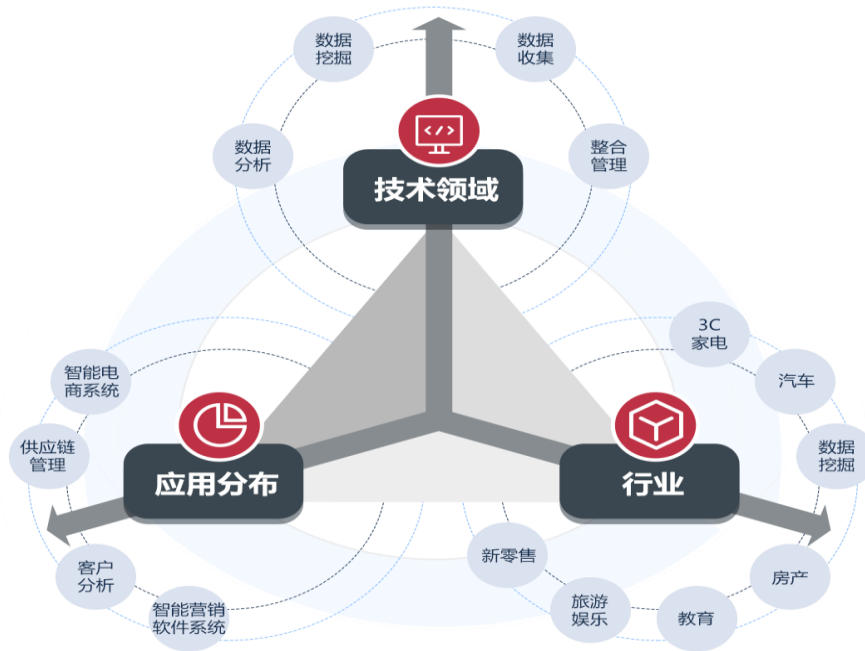 数据
挖掘
数据
收集
数据
分析
整合
管理
</>
技术领域
3C
家电
智能电
商系统
汽车
供应链
管理
数据
挖掘
应用分布
行业
新零售
客户
分析
房产
智能营销
软件系统
旅游
娱乐
教育